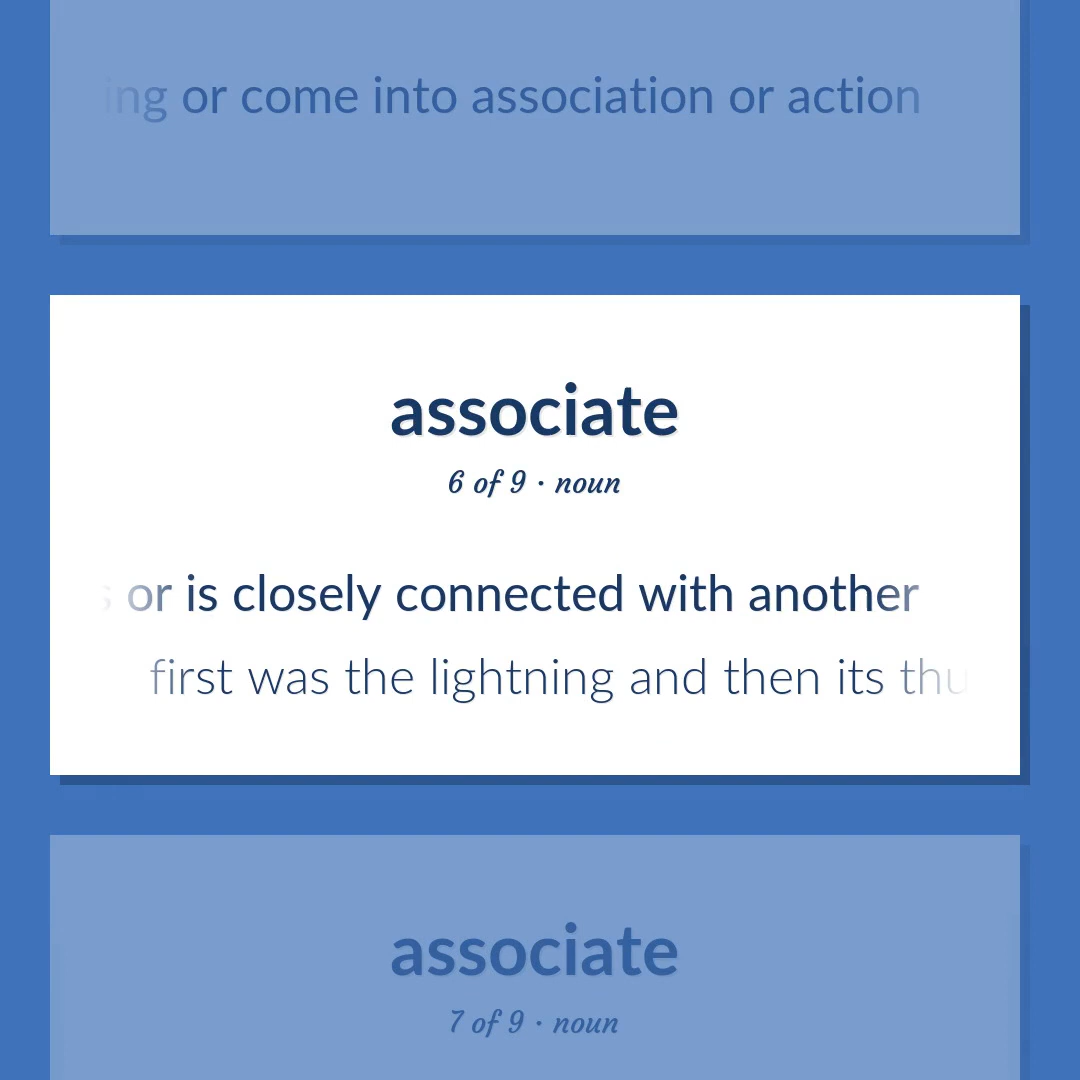 ing or come into association or action
associate
6 of 9 · noun
or is closely connected with another
first was the lightning and then its
associate
7 of 9 · noun